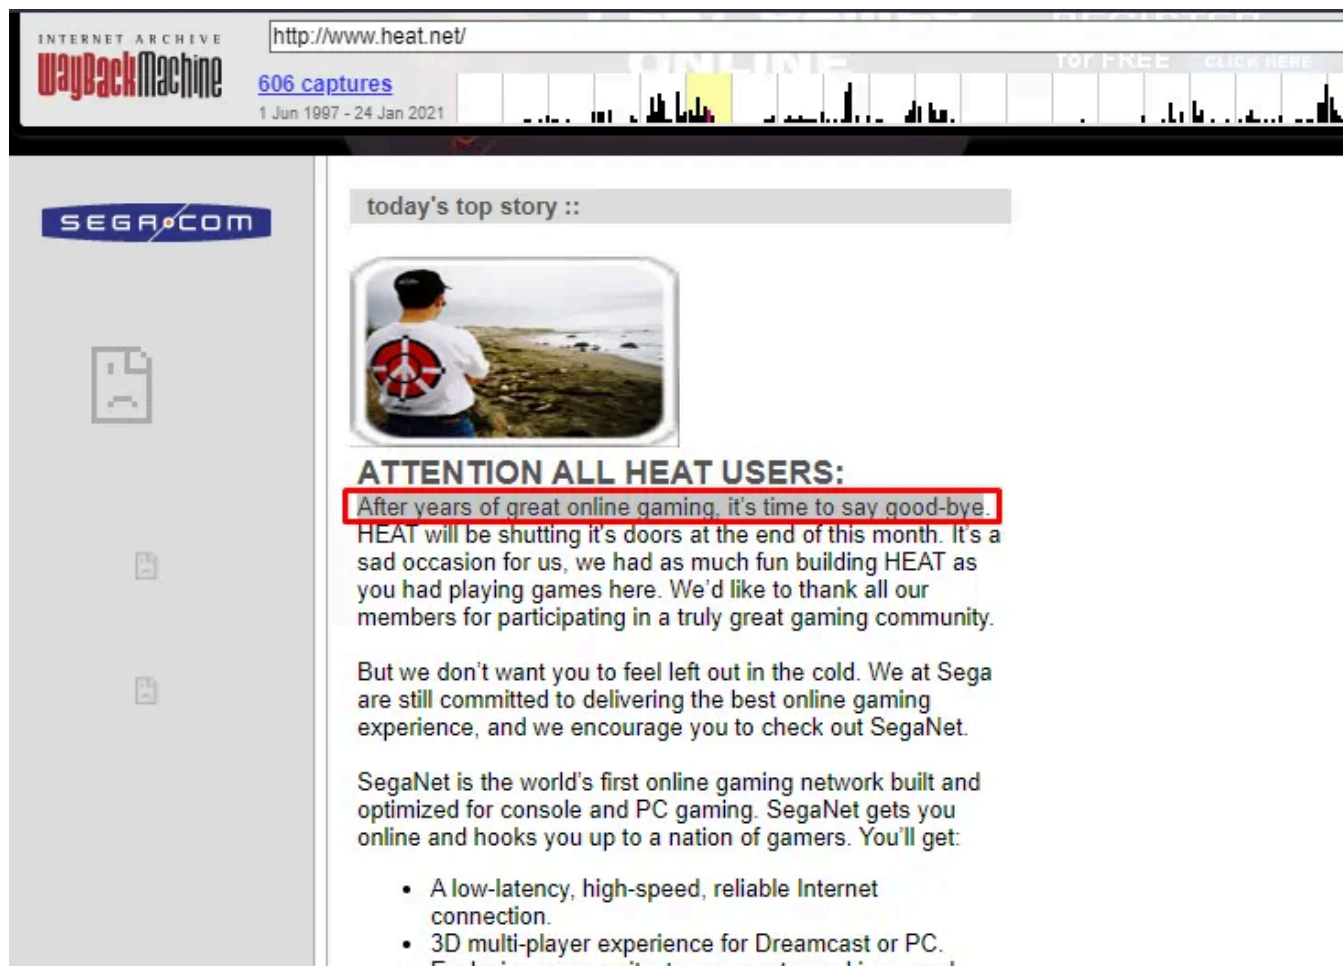 INTERNET ARCHIVE
WayBackMachine
http://www.heat.net/
ONLINE
REGISTER
for FREE CLICK HERE
606 captures
1 Jun 1997 - 24 Jan 2021
SEGA.COM
today's top story ::
ATTENTION ALL HEAT USERS:
After years of great online gaming, it's time to say good-bye.
HEAT will be shutting it's doors at the end of this month. It's a
sad occasion for us, we had as much fun building HEAT as
you had playing games here. We'd like to thank all our
members for participating in a truly great gaming community.
But we don't want you to feel left out in the cold. We at Sega
are still committed to delivering the best online gaming
experience, and we encourage you to check out SegaNet.
SegaNet is the world's first online gaming network built and
optimized for console and PC gaming. SegaNet gets you
online and hooks you up to a nation of gamers. You'll get:
• A low-latency, high-speed, reliable Internet
connection.
• 3D multi-player experience for Dreamcast or PC.